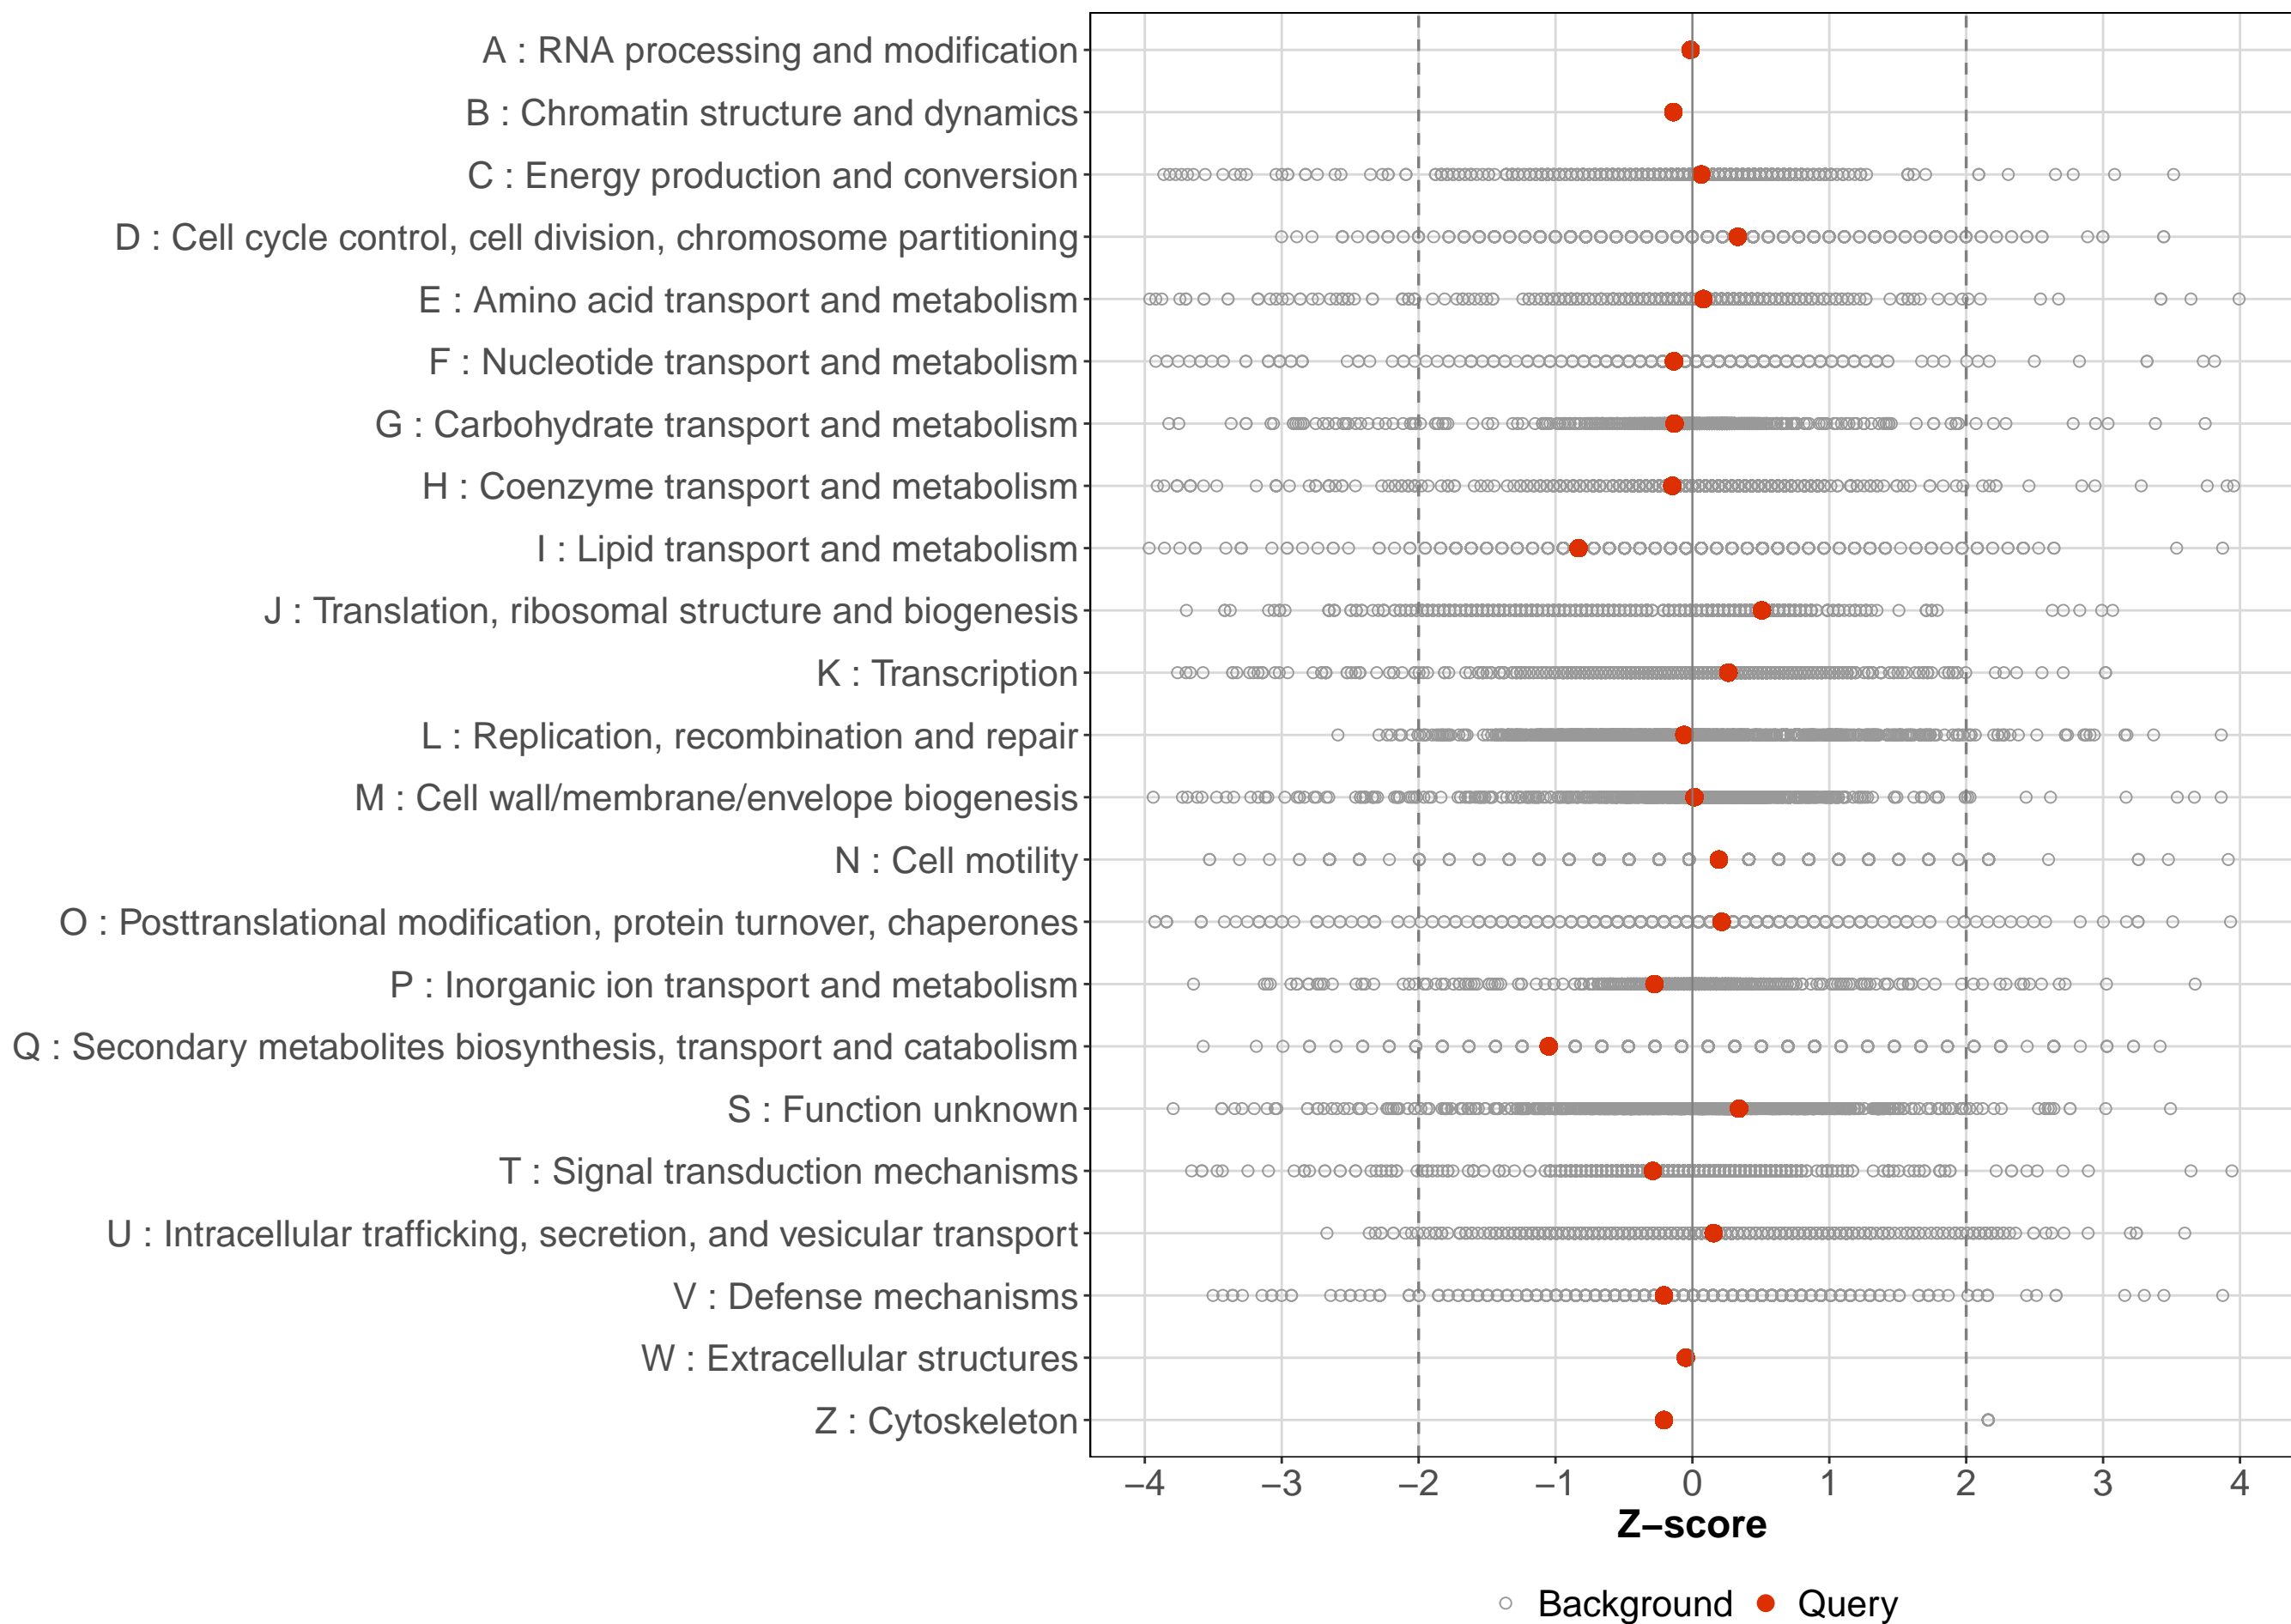 A : RNA processing and modification
B : Chromatin structure and dynamics
C : Energy production and conversion
D : Cell cycle control, cell division, chromosome partitioning
E : Amino acid transport and metabolism
F : Nucleotide transport and metabolism
G : Carbohydrate transport and metabolism
H : Coenzyme transport and metabolism
I : Lipid transport and metabolism
J : Translation, ribosomal structure and biogenesis
K : Transcription
L : Replication, recombination and repair
M : Cell wall/membrane/envelope biogenesis
N : Cell motility
O : Posttranslational modification, protein turnover, chaperones
P : Inorganic ion transport and metabolism
Q : Secondary metabolites biosynthesis, transport and catabolism
S : Function unknown
T : Signal transduction mechanisms
U : Intracellular trafficking, secretion, and vesicular transport
V : Defense mechanisms
W : Extracellular structures
Z : Cytoskeleton
−4 −3 −2 −1 0 1 2 3 4
Z−score
Background Query